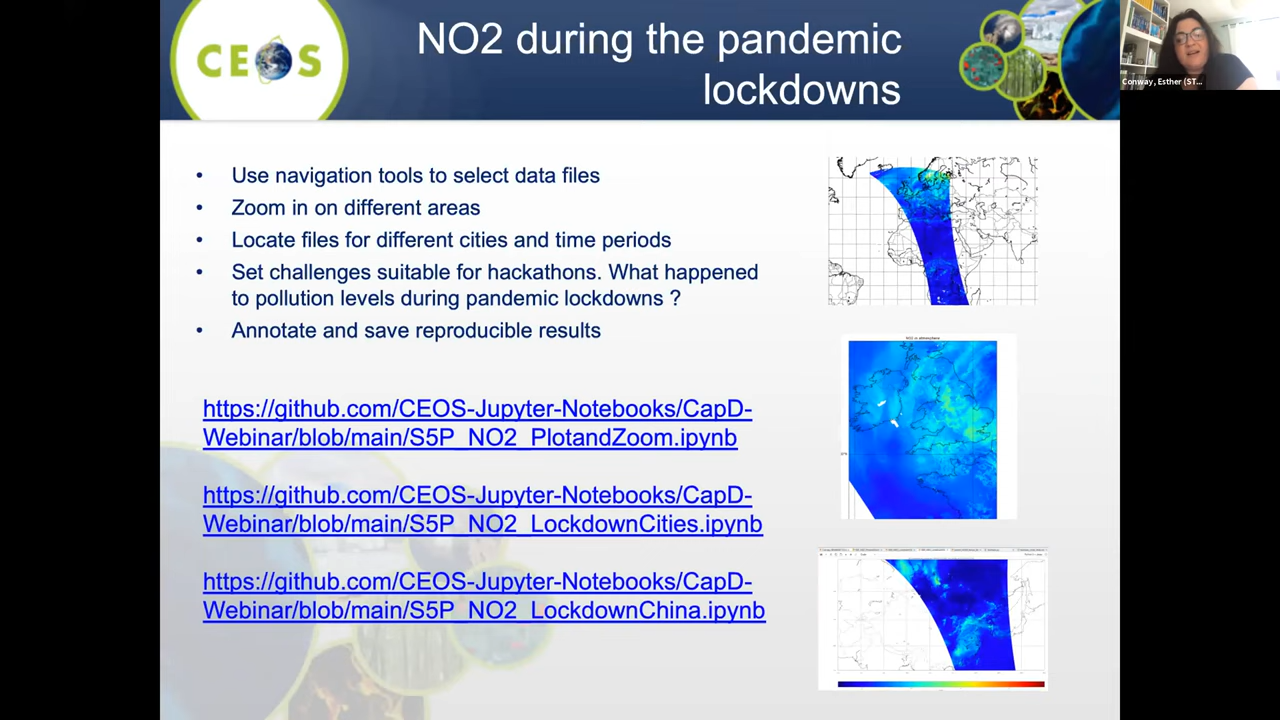 CEOS
NO2 during the pandemic
lockdowns
Conway, Esther (ST...
• Use navigation tools to select data files
• Zoom in on different areas
• Locate files for different cities and time periods
• Set challenges suitable for hackathons. What happened
to pollution levels during pandemic lockdowns ?
• Annotate and save reproducible results
https://github.com/CEOS-Jupyter-Notebooks/CapD-
Webinar/blob/main/S5P_NO2_PlotandZoom.ipynb
https://github.com/CEOS-Jupyter-Notebooks/CapD-
Webinar/blob/main/S5P_NO2_LockdownCities.ipynb
https://github.com/CEOS-Jupyter-Notebooks/CapD-
Webinar/blob/main/S5P_NO2_LockdownChina.ipynb